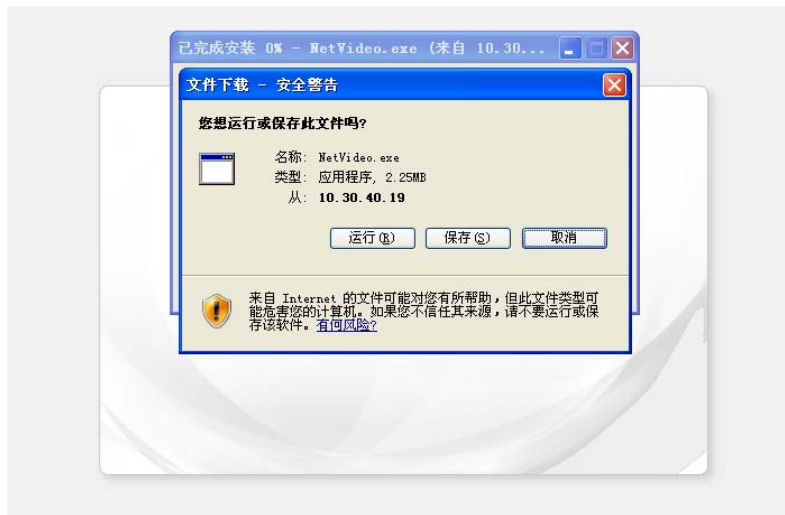 已完成安装 0% - NetVideo.exe (来自 10.30...
文件下载 - 安全警告
您想运行或保存此文件吗?
名称: NetVideo.exe
类型: 应用程序, 2.25MB
从: 10.30.40.19
运行(R) 保存(S) 取消
来自 Internet 的文件可能对您有所帮助，但此文件类型可
能危害您的计算机。如果您不信任其来源，请不要运行或保
存该软件。有何风险?